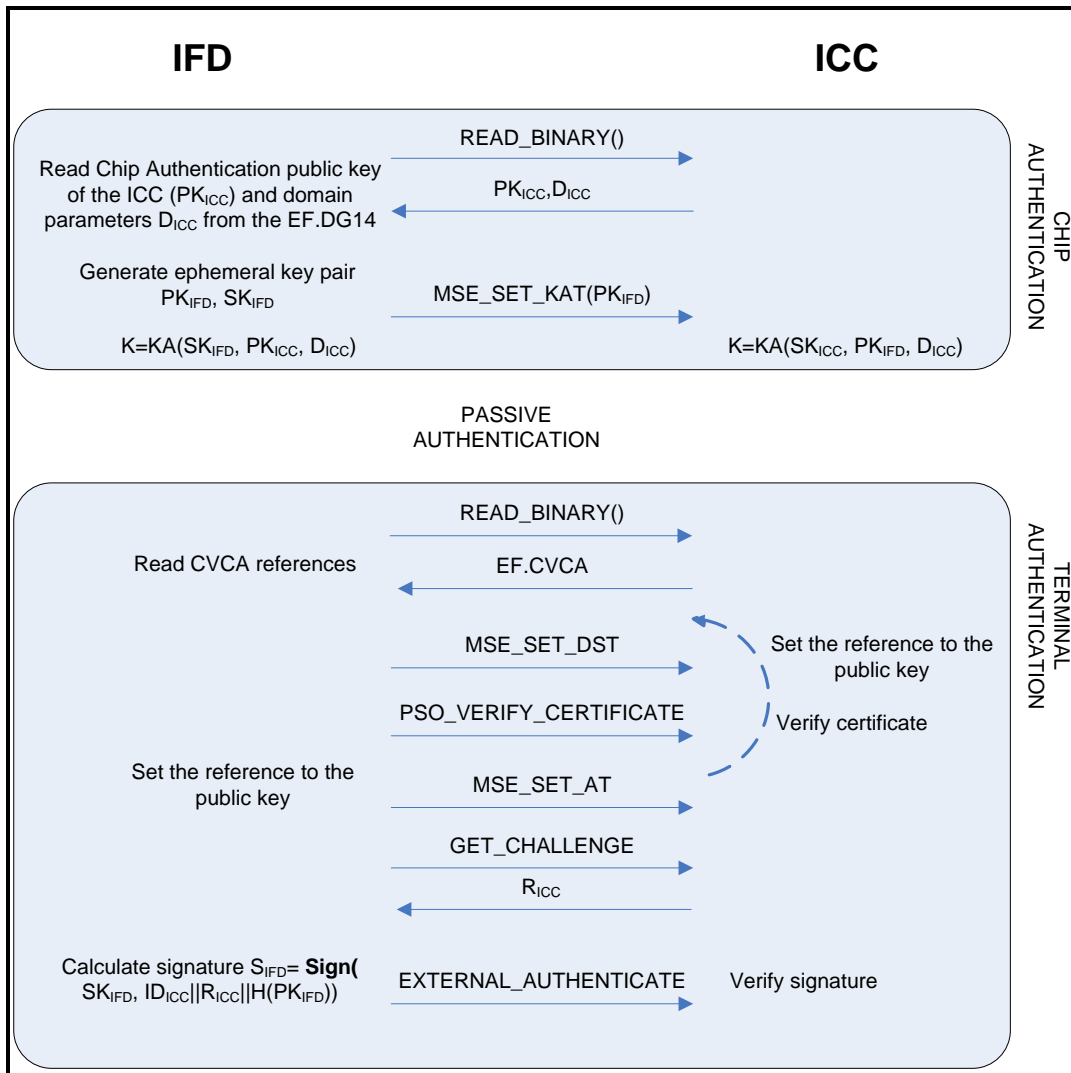 IFD
ICC
READ_BINARY()
Read Chip Authentication public key
of the ICC (PKICC) and domain
parameters DICC from the EF.DG14
PKICC,DICC
Generate ephemeral key pair
PKIFD, SKIFD
MSE_SET_KAT(PKIFD)
K=KA(SKIFD, PKICC, DICC)
K=KA(SKICC, PKIFD, DICC)
CHIP
AUTHENTICATION
PASSIVE
AUTHENTICATION
READ_BINARY()
Read CVCA references
EF.CVCA
MSE_SET_DST
Set the reference to the
public key
PSO_VERIFY_CERTIFICATE
Verify certificate
Set the reference to the
public key
MSE_SET_AT
GET_CHALLENGE
RICC
Calculate signature SIFD= Sign(
SKIFD, IDICC||RICC||H(PKIFD))
EXTERNAL_AUTHENTICATE
Verify signature
TERMINAL
AUTHENTICATION